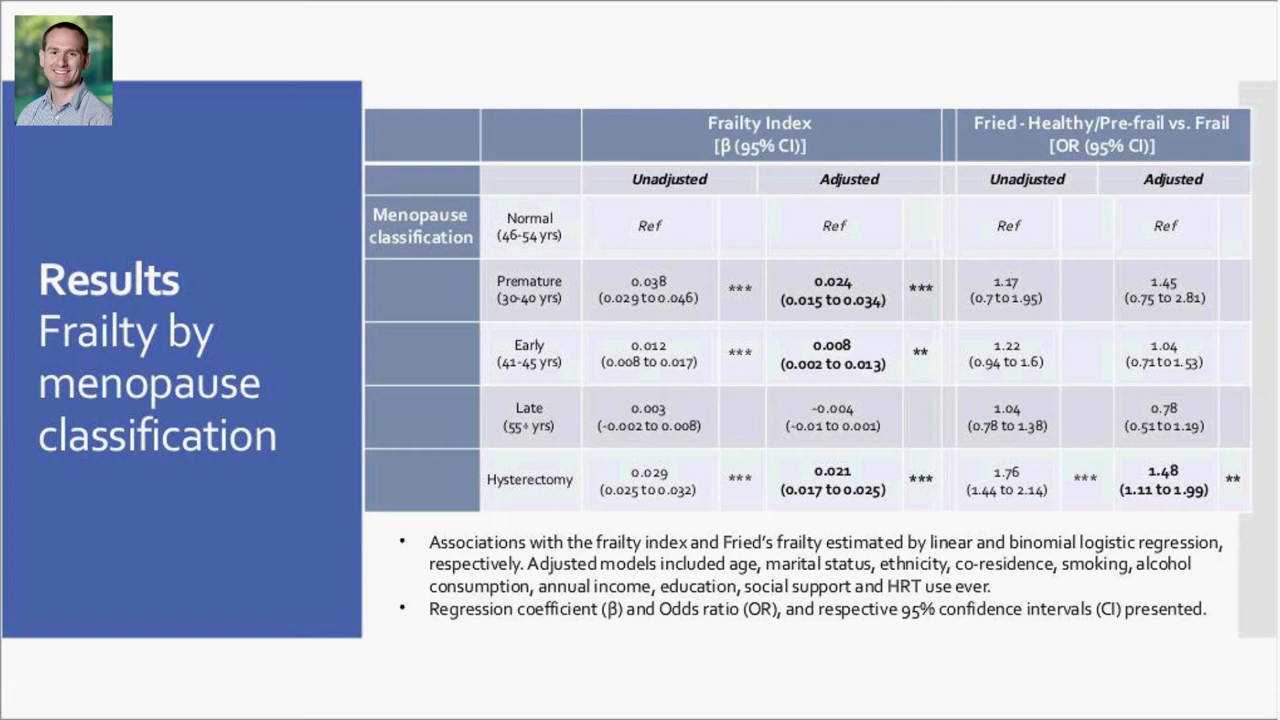 Results
Frailty by
menopause
classification
Frailty Index
[β (95% CI)]
Fried - Healthy/Pre-frail vs. Frail
[OR (95% CI)]
Unadjusted Adjusted Unadjusted Adjusted
Menopause
classification
Normal
(46-54 yrs)
Ref Ref Ref Ref
Premature
(30-40 yrs)
0.038
(0.029 to 0.046)
***
0.024
(0.015 to 0.034)
***
1.17
(0.7 to 1.95)
1.45
(0.75 to 2.81)
Early
(41-45 yrs)
0.012
(0.008 to 0.017)
***
0.008
(0.002 to 0.013)
**
1.22
(0.94 to 1.6)
1.04
(0.71 to 1.53)
Late
(55+ yrs)
0.003
(-0.002 to 0.008)
-0.004
(-0.01 to 0.001)
1.04
(0.78 to 1.38)
0.78
(0.51 to 1.19)
Hysterectomy
0.029
(0.025 to 0.032)
***
0.021
(0.017 to 0.025)
***
1.76
(1.44 to 2.14)
***
1.48
(1.11 to 1.99)
**
• Associations with the frailty index and Fried's frailty estimated by linear and binomial logistic regression,
respectively. Adjusted models included age, marital status, ethnicity, co-residence, smoking, alcohol
consumption, annual income, education, social support and HRT use ever.
• Regression coefficient (β) and Odds ratio (OR), and respective 95% confidence intervals (CI) presented.